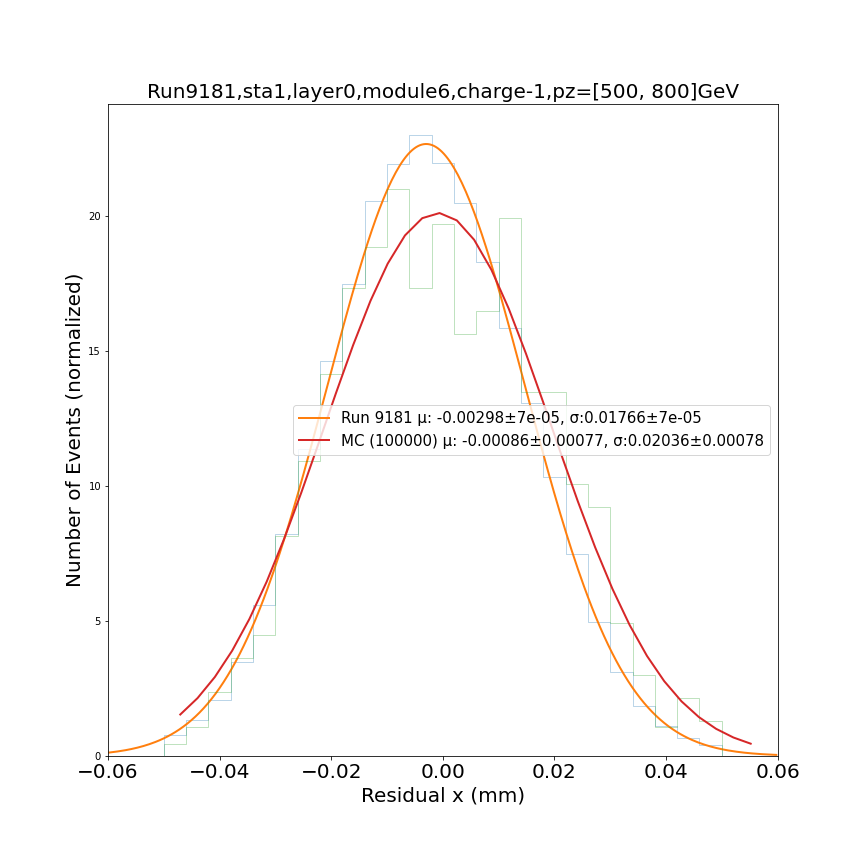 Run9181,sta1,layer0,module6,charge-1,pz=[500, 800]GeV
Number of Events (normalized)
20
15
10
5
0
Run 9181 μ: -0.00298±7e-05, σ:0.01766±7e-05
MC (100000) μ: -0.00086±0.00077, σ:0.02036±0.00078
−0.06 −0.04 −0.02 0.00 0.02 0.04 0.06
Residual x (mm)